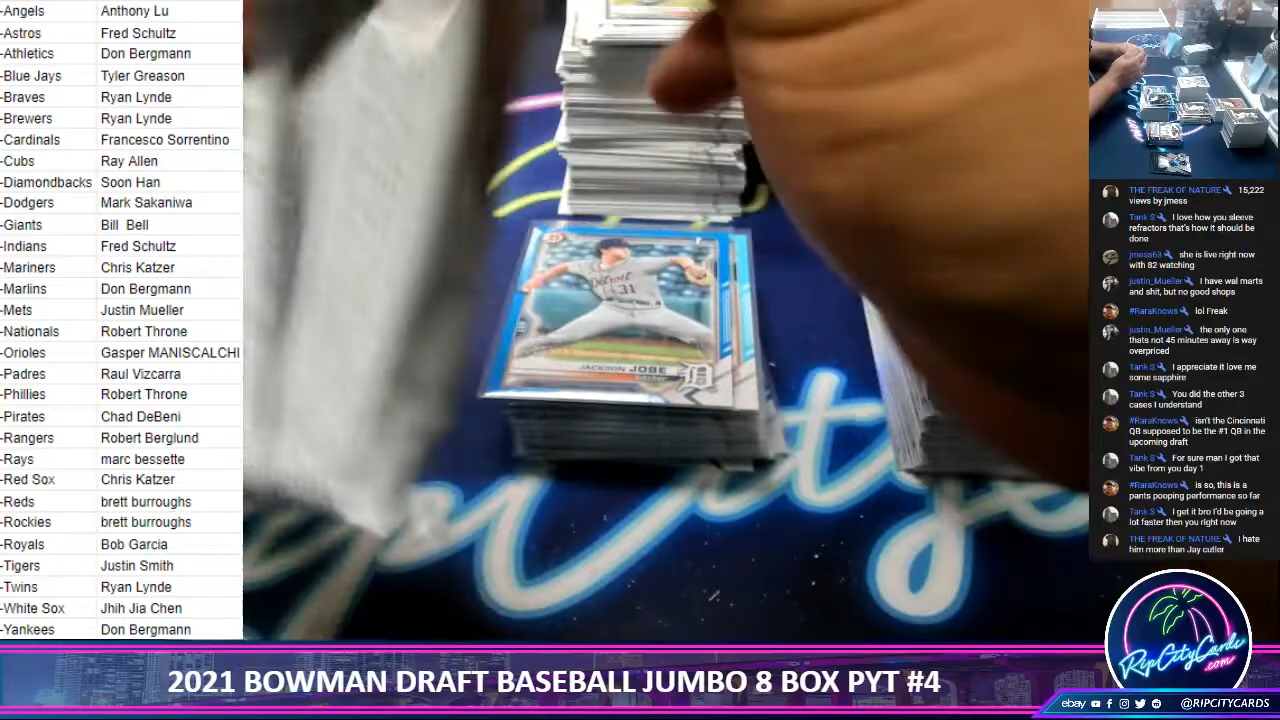 -Angels Anthony Lu
-Astros Fred Schultz
-Athletics Don Bergmann
-Blue Jays Tyler Greason
-Braves Ryan Lynde
-Brewers Ryan Lynde
-Cardinals Francesco Sorrentino
-Cubs Ray Allen
-Diamondbacks Soon Han
-Dodgers Mark Sakaniwa
-Giants Bill Bell
-Indians Fred Schultz
-Mariners Chris Katzer
-Marlins Don Bergmann
-Mets Justin Mueller
-Nationals Robert Throne
-Orioles Gasper MANISCALCHI
-Padres Raul Vizcarra
-Phillies Robert Throne
-Pirates Chad DeBeni
-Rangers Robert Berglund
-Rays marc bessette
-Red Sox Chris Katzer
-Reds brett burroughs
-Rockies brett burroughs
-Royals Bob Garcia
-Tigers Justin Smith
-Twins Ryan Lynde
-White Sox Jhih Jia Chen
-Yankees Don Bergmann
Detroit
31
JACKSON JOBE
Pitcher
D
THE FREAK OF NATURE 15,222
views by jmess
Tank S I love how you sleeve
refractors that's how it should be
done
jmess63 she is live right now
with 82 watching
justin_Mueller I have wal marts
and shit, but no good shops
#RaraKnows lol Freak
justin_Mueller the only one
thats not 45 minutes away is way
overpriced
Tank S I appreciate it love me
some sapphire
Tank S You did the other 3
cases I understand
#RaraKnows isn't the Cincinnati
QB supposed to be the #1 QB in the
upcoming draft
Tank S For sure man I got that
vibe from you day 1
#RaraKnows is so, this is a
pants pooping performance so far
Tank S I get it bro I'd be going a
lot faster then you right now
THE FREAK OF NATURE I hate
him more than Jay cutler
RipCityCards
.com
2021 BOWMAN DRAFT BASEBALL JUMBO 8 BOX PYT #4
ebay @RIPCITYCARDS